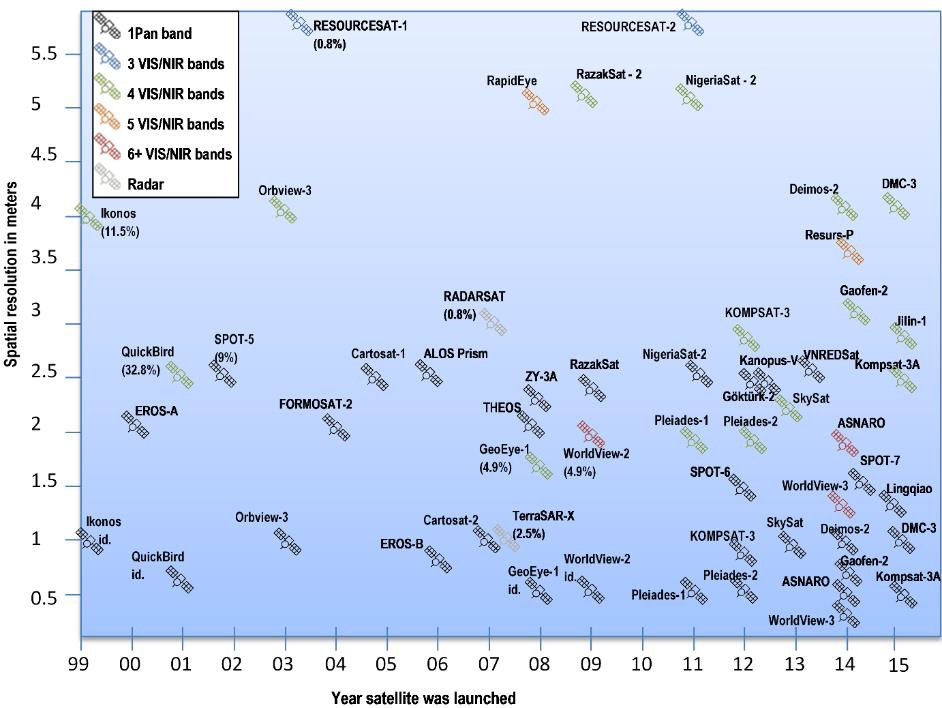 RESOURCESAT-1
(0.8%)
RESOURCESAT-2
1Pan band
3 VIS/NIR bands
4 VIS/NIR bands
5 VIS/NIR bands
6+ VIS/NIR bands
Radar
Spatial resolution in meters
5.5
5
4.5
4
3.5
3
2.5
2
1.5
1
0.5
RapidEye
RazakSat - 2
NigeriaSat - 2
Ikonos
(11.5%)
Orbview-3
Deimos-2
DMC-3
Resurs-P
RADARSAT
(0.8%)
Gaofen-2
KOMPSAT-3
Jilin-1
SPOT-5
(9%)
QuickBird
(32.8%)
Cartosat-1
ALOS Prism
RazakSat
NigeriaSat-2
Kanopus-V
VNREDSat
Kompsat-3A
ZY-3A
Göktürk-2
SkySat
EROS-A
FORMOSAT-2
THEOS
Pleiades-1
Pleiades-2
ASNARO
GeoEye-1
(4.9%)
WorldView-2
(4.9%)
SPOT-6
SPOT-7
WorldView-3
Lingqiao
Ikonos
id.
Orbview-3
Cartosat-2
TerraSAR-X
(2.5%)
SkySat
Deimos-2
DMC-3
KOMPSAT-3
EROS-B
QuickBird
id.
GeoEye-1
id.
WorldView-2
id.
Gaofen-2
Pleiades-1
Pleiades-2
ASNARO
Kompsat-3A
WorldView-3
99 00 01 02 03 04 05 06 07 08 09 10 11 12 13 14 15
Year satellite was launched